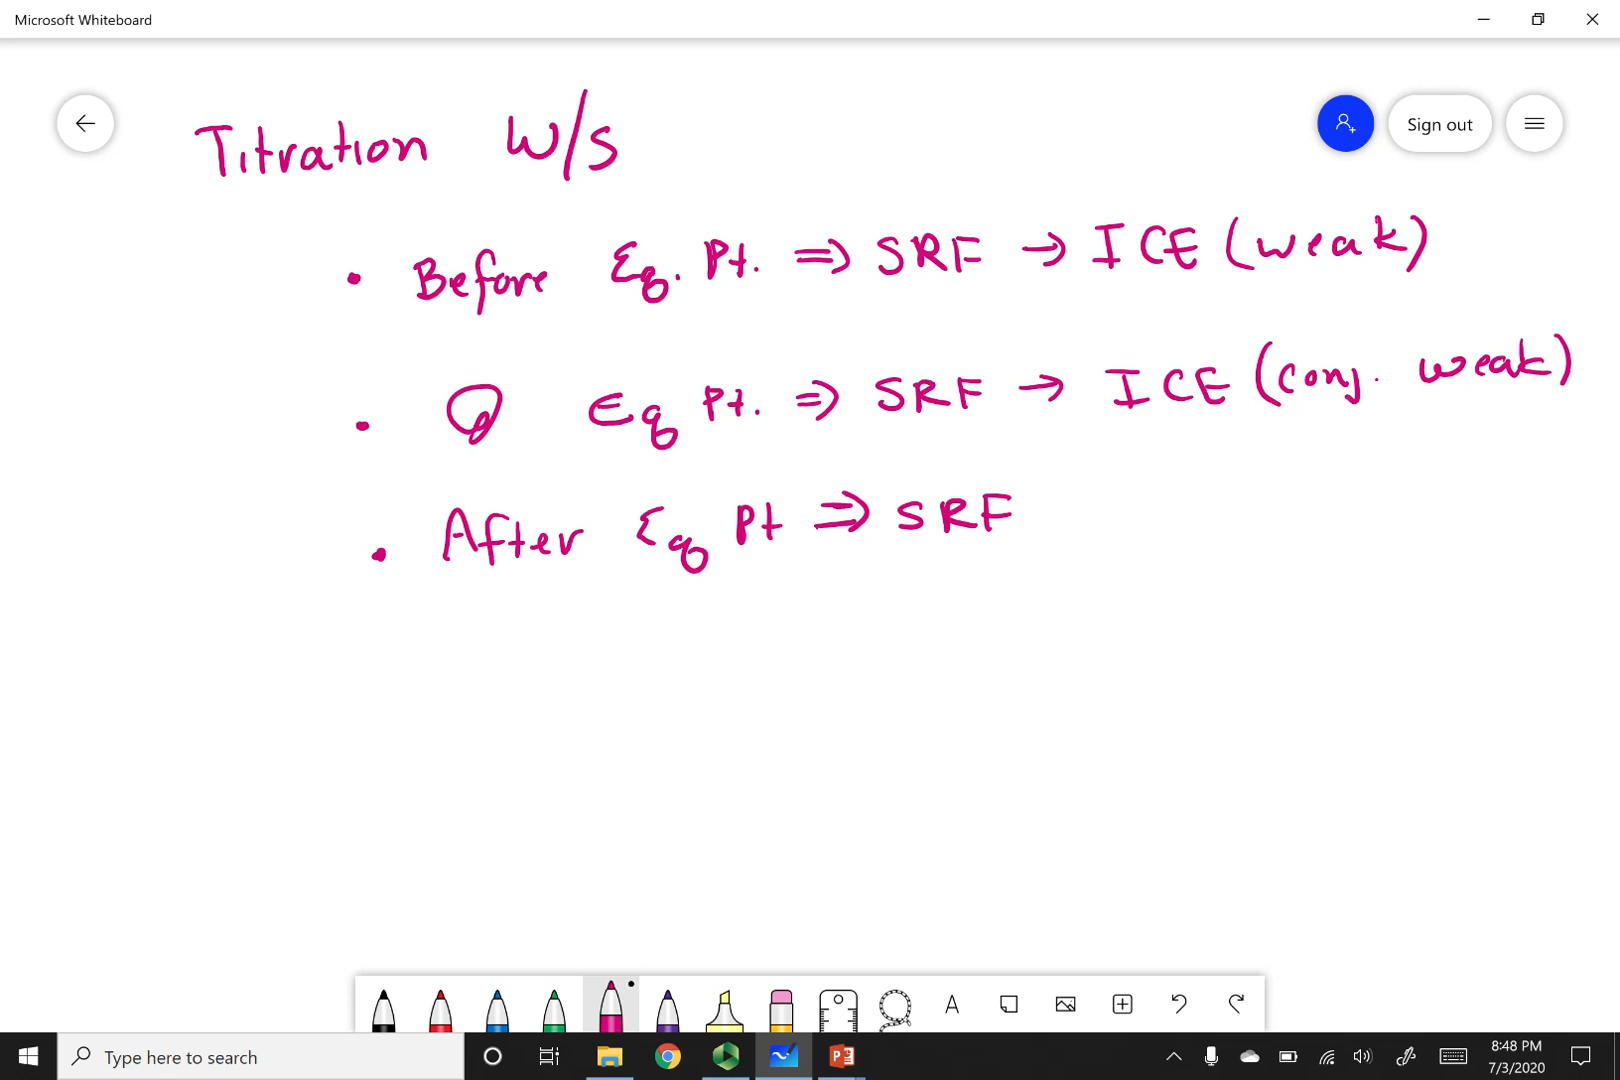 Microsoft Whiteboard
Sign out
Titration W/S
• Before Eq. Pt. ⇒ SRF → ICE (weak)
• @ Eq Pt. ⇒ SRF → ICE (conj. weak)
• After Eq Pt ⇒ SRF
A
Type here to search
8:48 PM
7/3/2020